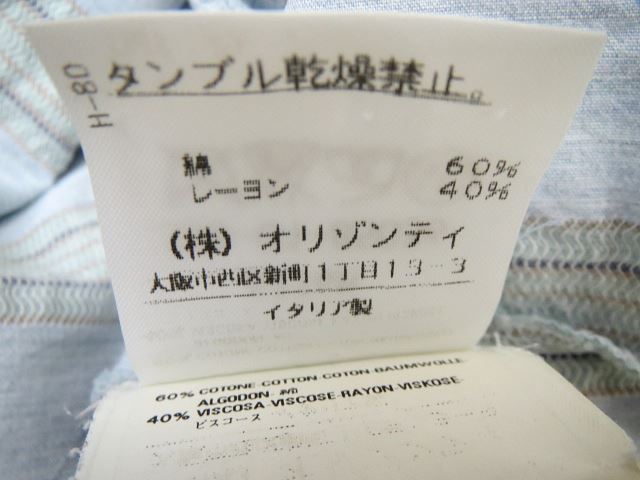 タンブル乾燥禁止。
H-80
綿 60%
レーヨン 40%
(株) オリゾンティ
大阪市西区新町1丁目13-3
イタリア製
60% COTONE COTTON COTON BAUMWOLLE
ALGODON 綿
40% VISCOSA VISCOSE RAYON VISKOSE
ビスコース